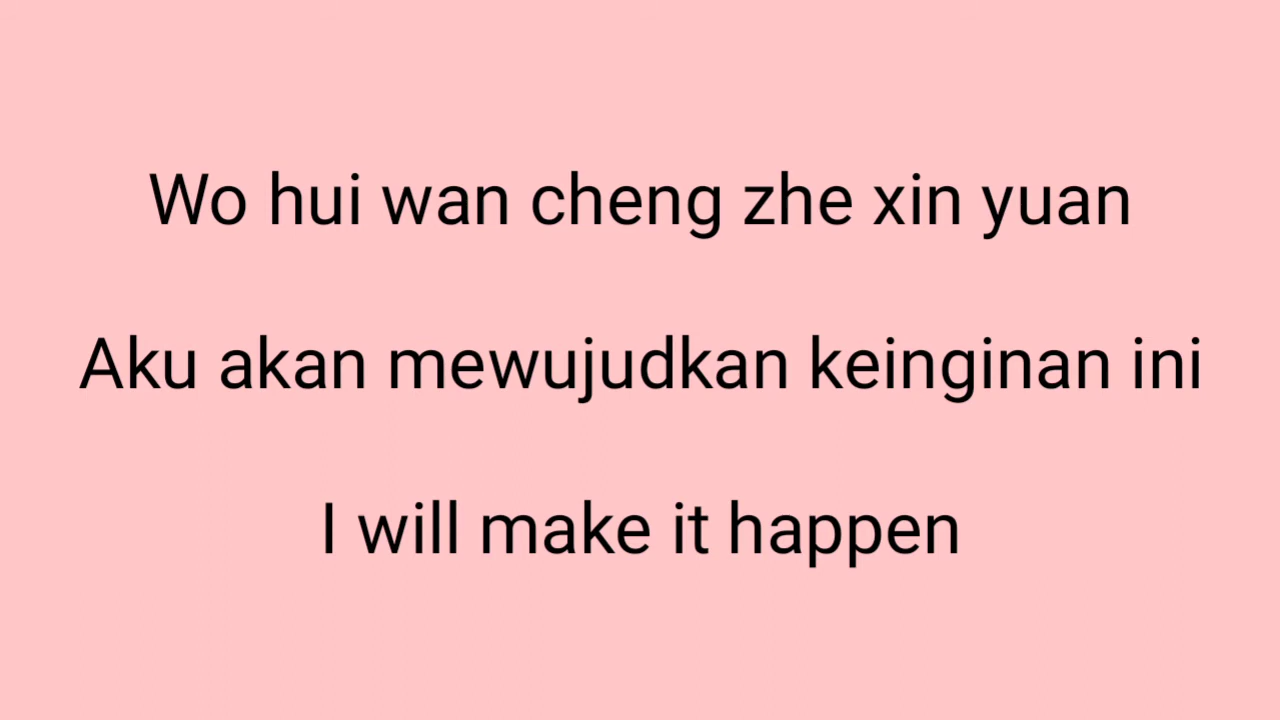 Wo hui wan cheng zhe xin yuan
Aku akan mewujudkan keinginan ini
I will make it happen